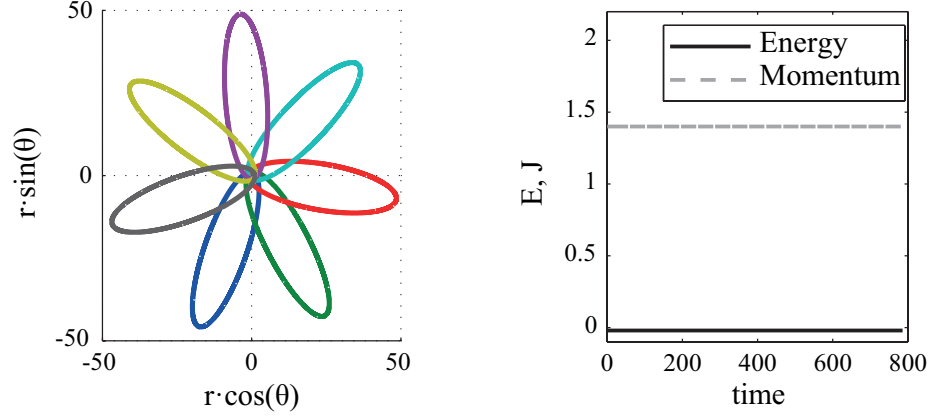 50
0
-50
r·sin(θ)
-50
0
50
r·cos(θ)
2
1.5
1
0.5
0
E, J
Energy
Momentum
0
200
400
600
800
time